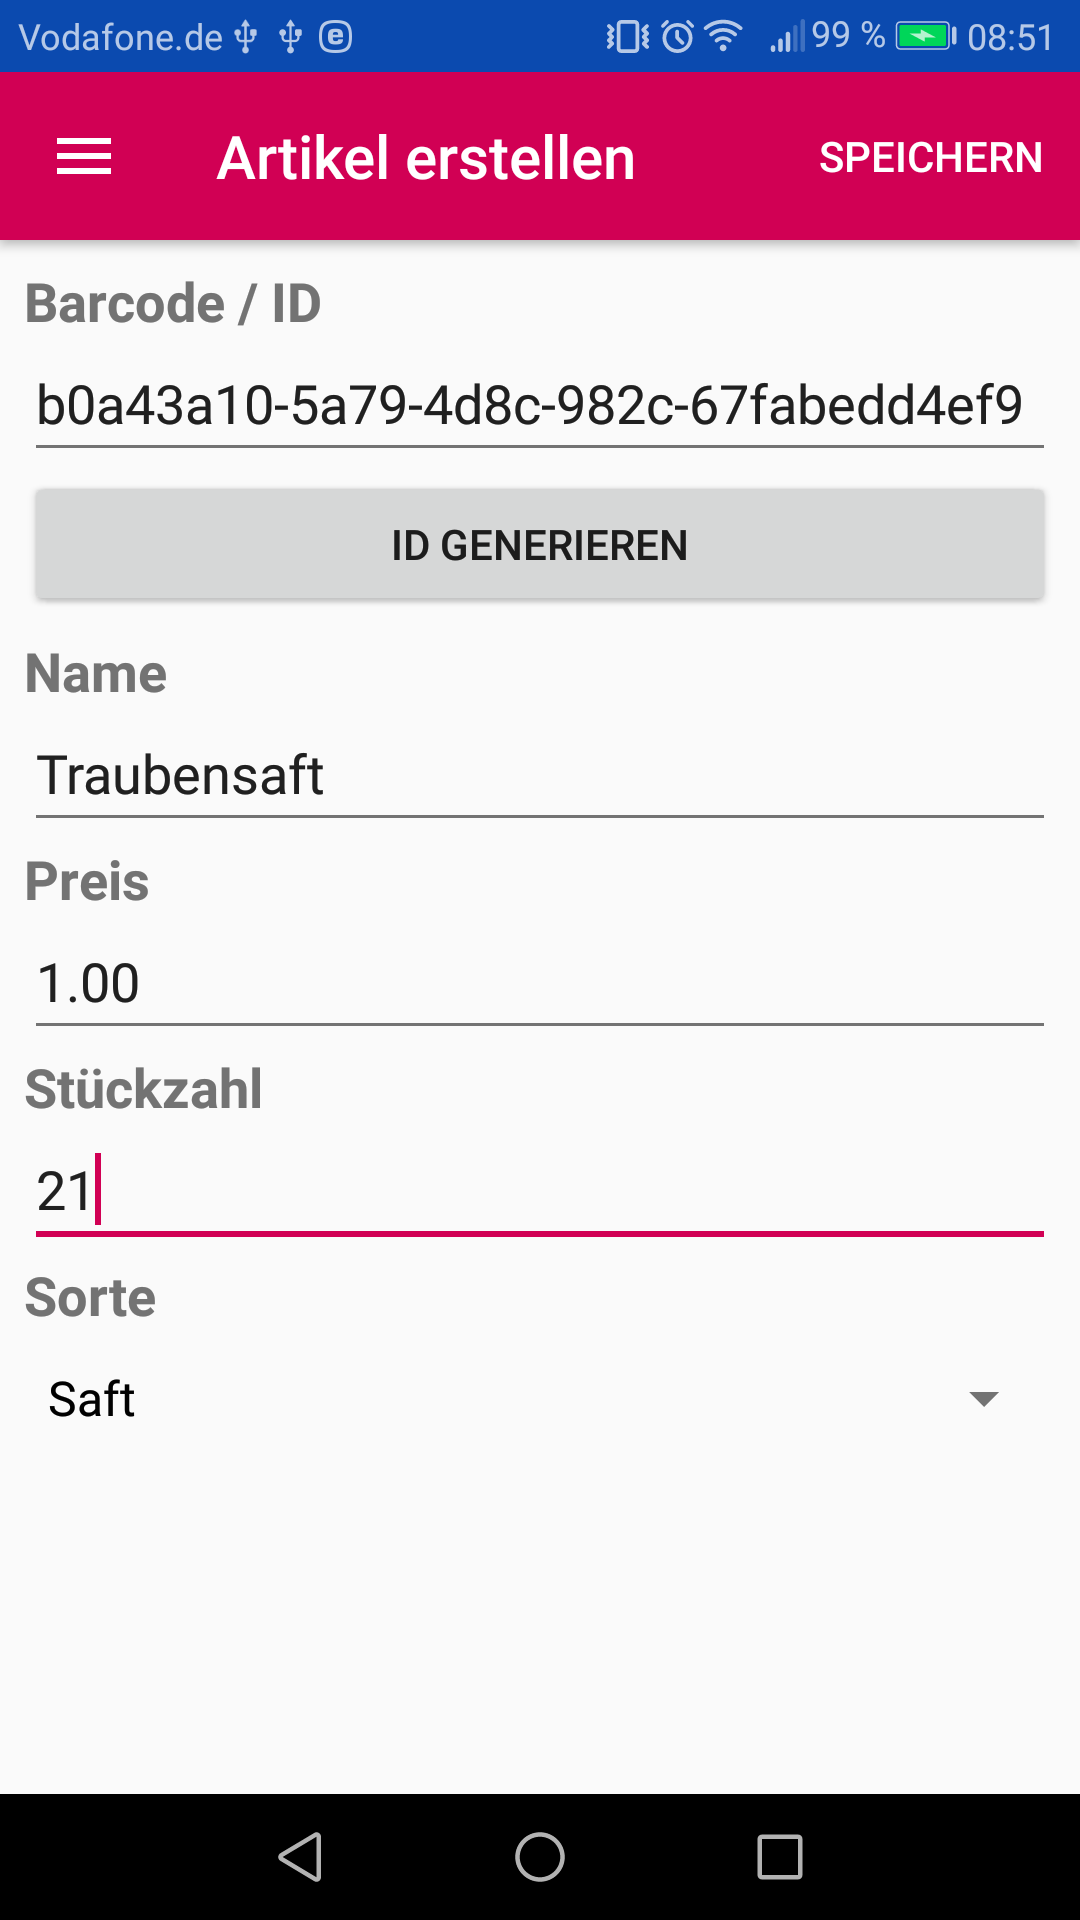 Vodafone.de 99 % 08:51
Artikel erstellen SPEICHERN
Barcode / ID
b0a43a10-5a79-4d8c-982c-67fabedd4ef9
ID GENERIEREN
Name
Traubensaft
Preis
1.00
Stückzahl
21
Sorte
Saft